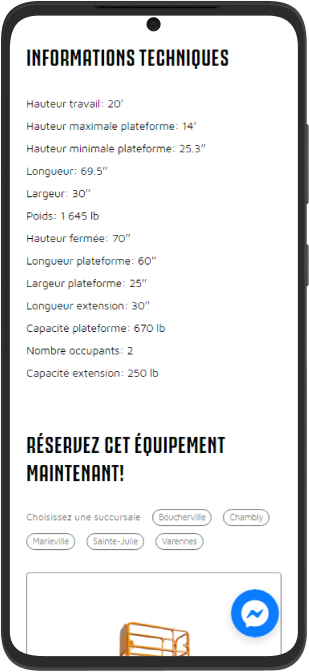 INFORMATIONS TECHNIQUES
Hauteur travail: 20′
Hauteur maximale plateforme: 14′
Hauteur minimale plateforme: 25.3″
Longueur: 69.5″
Largeur: 30″
Poids: 1 645 lb
Hauteur fermée: 70″
Longueur plateforme: 60″
Largeur plateforme: 25″
Longueur extension: 30″
Capacité plateforme: 670 lb
Nombre occupants: 2
Capacité extension: 250 lb
RÉSERVEZ CET ÉQUIPEMENT
MAINTENANT!
Choisissez une succursale Boucherville Chambly
Marieville Sainte-Julie Varennes